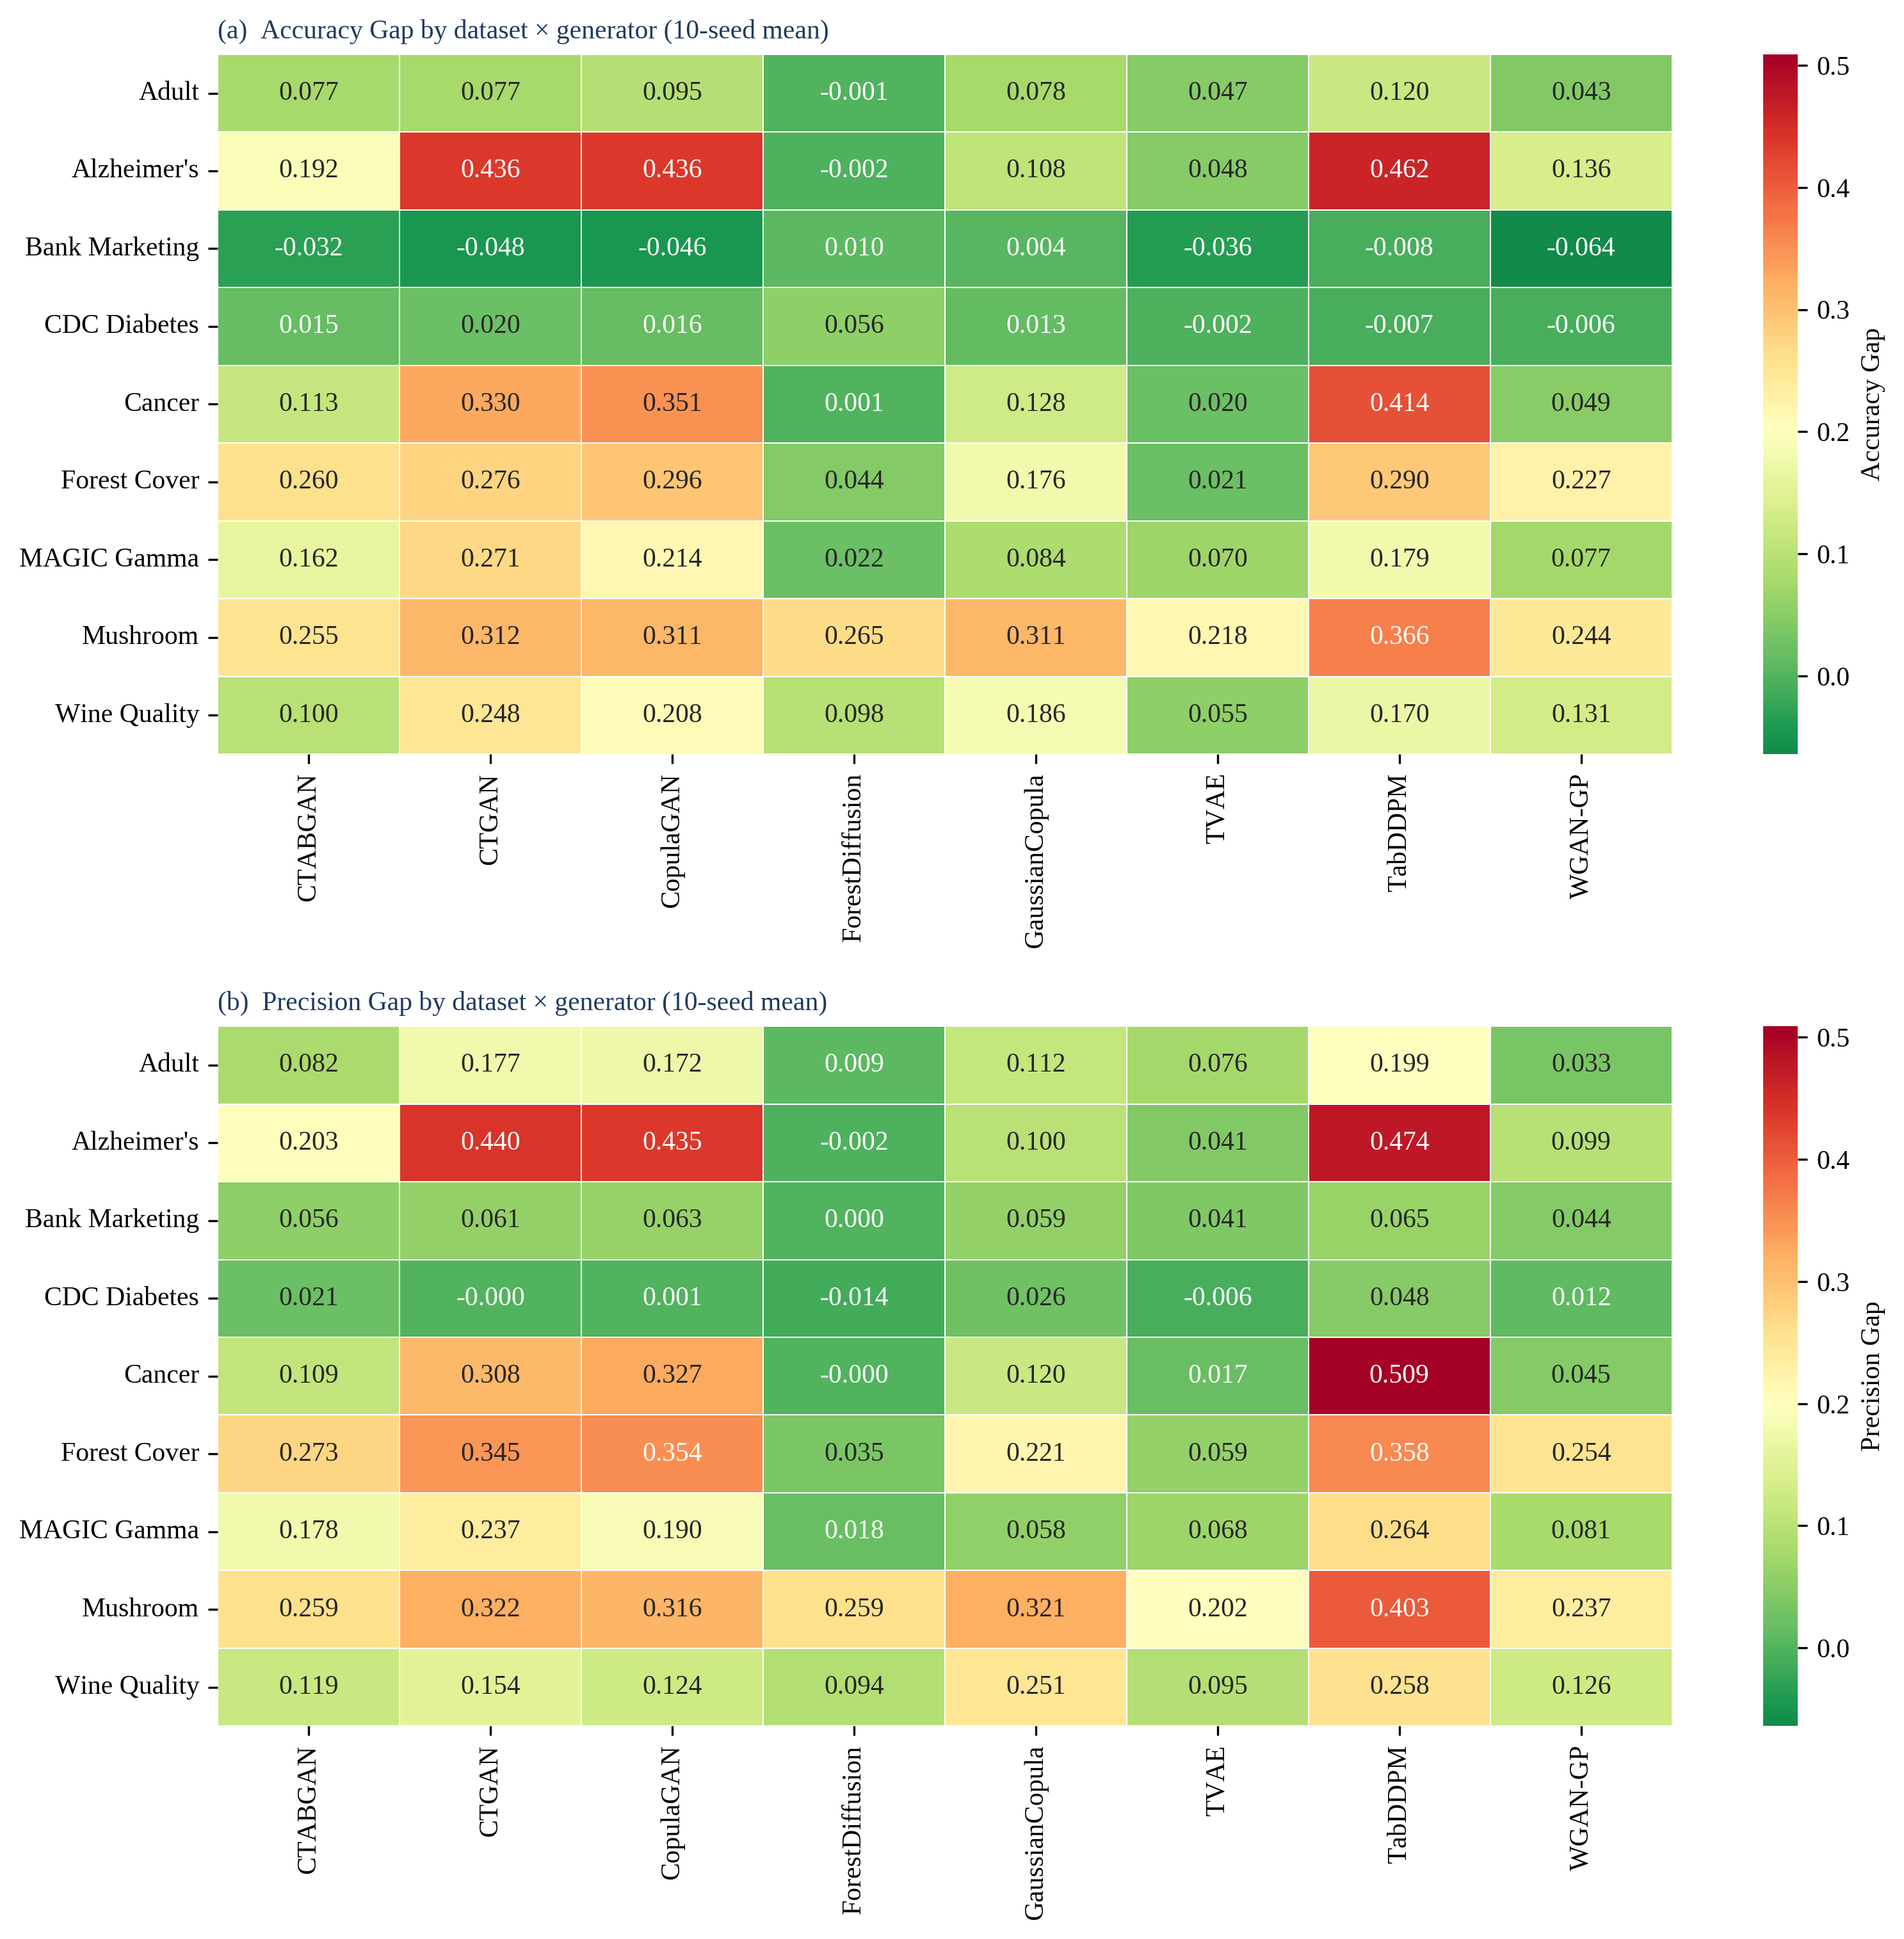 (a) Accuracy Gap by dataset × generator (10-seed mean)
Adult 0.077 0.077 0.095 -0.001 0.078 0.047 0.120 0.043
Alzheimer's 0.192 0.436 0.436 -0.002 0.108 0.048 0.462 0.136
Bank Marketing -0.032 -0.048 -0.046 0.010 0.004 -0.036 -0.008 -0.064
CDC Diabetes 0.015 0.020 0.016 0.056 0.013 -0.002 -0.007 -0.006
Cancer 0.113 0.330 0.351 0.001 0.128 0.020 0.414 0.049
Forest Cover 0.260 0.276 0.296 0.044 0.176 0.021 0.290 0.227
MAGIC Gamma 0.162 0.271 0.214 0.022 0.084 0.070 0.179 0.077
Mushroom 0.255 0.312 0.311 0.265 0.311 0.218 0.366 0.244
Wine Quality 0.100 0.248 0.208 0.098 0.186 0.055 0.170 0.131
CTABGAN CTGAN CopulaGAN ForestDiffusion GaussianCopula TVAE TabDDPM WGAN-GP
0.5
0.4
0.3
0.2
0.1
0.0
Accuracy Gap
(b) Precision Gap by dataset × generator (10-seed mean)
Adult 0.082 0.177 0.172 0.009 0.112 0.076 0.199 0.033
Alzheimer's 0.203 0.440 0.435 -0.002 0.100 0.041 0.474 0.099
Bank Marketing 0.056 0.061 0.063 0.000 0.059 0.041 0.065 0.044
CDC Diabetes 0.021 -0.000 0.001 -0.014 0.026 -0.006 0.048 0.012
Cancer 0.109 0.308 0.327 -0.000 0.120 0.017 0.509 0.045
Forest Cover 0.273 0.345 0.354 0.035 0.221 0.059 0.358 0.254
MAGIC Gamma 0.178 0.237 0.190 0.018 0.058 0.068 0.264 0.081
Mushroom 0.259 0.322 0.316 0.259 0.321 0.202 0.403 0.237
Wine Quality 0.119 0.154 0.124 0.094 0.251 0.095 0.258 0.126
CTABGAN CTGAN CopulaGAN ForestDiffusion GaussianCopula TVAE TabDDPM WGAN-GP
0.5
0.4
0.3
0.2
0.1
0.0
Precision Gap